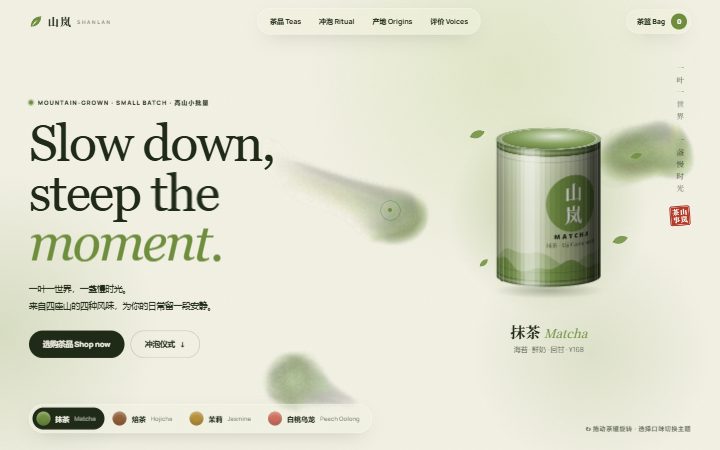 山岚 SHANLAN
茶品 Teas
冲泡 Ritual
产地 Origins
评价 Voices
茶篮 Bag 0
MOUNTAIN-GROWN · SMALL BATCH · 高山小批量
Slow down,
steep the
moment.
一叶一世界，一盏慢时光。
来自四座山的四种风味，为你的日常留一段安静。
选购茶品 Shop now
冲泡仪式 ↓
抹茶 Matcha
焙茶 Hojicha
茉莉 Jasmine
白桃乌龙 Peach Oolong
山岚
MATCHA
抹茶 Matcha
海苔 · 鲜奶 · 回甘 · ¥168
一叶一世界
一盏慢时光
山岚茶事
拖动茶罐旋转 · 选择口味切换主题